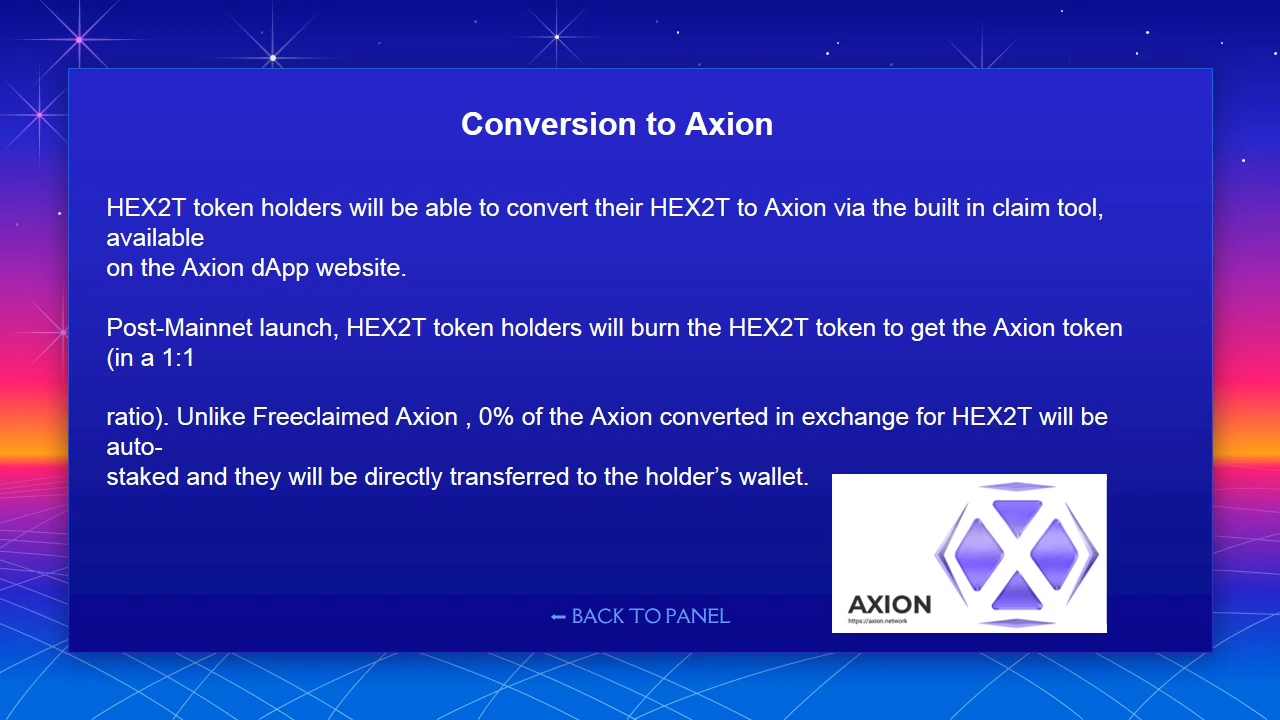 Conversion to Axion
HEX2T token holders will be able to convert their HEX2T to Axion via the built in claim tool,
available
on the Axion dApp website.
Post-Mainnet launch, HEX2T token holders will burn the HEX2T token to get the Axion token
(in a 1:1
ratio). Unlike Freeclaimed Axion , 0% of the Axion converted in exchange for HEX2T will be
auto-
staked and they will be directly transferred to the holder’s wallet.
AXION
https://axion.network
← BACK TO PANEL